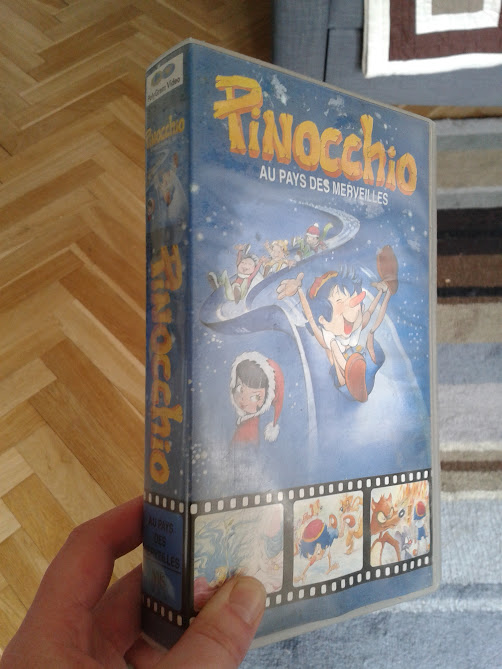 PINOCCHIO
AU PAYS DES MERVEILLES
Pinocchio
PINOCCHIO
AU PAYS
DES
MERVEILLES